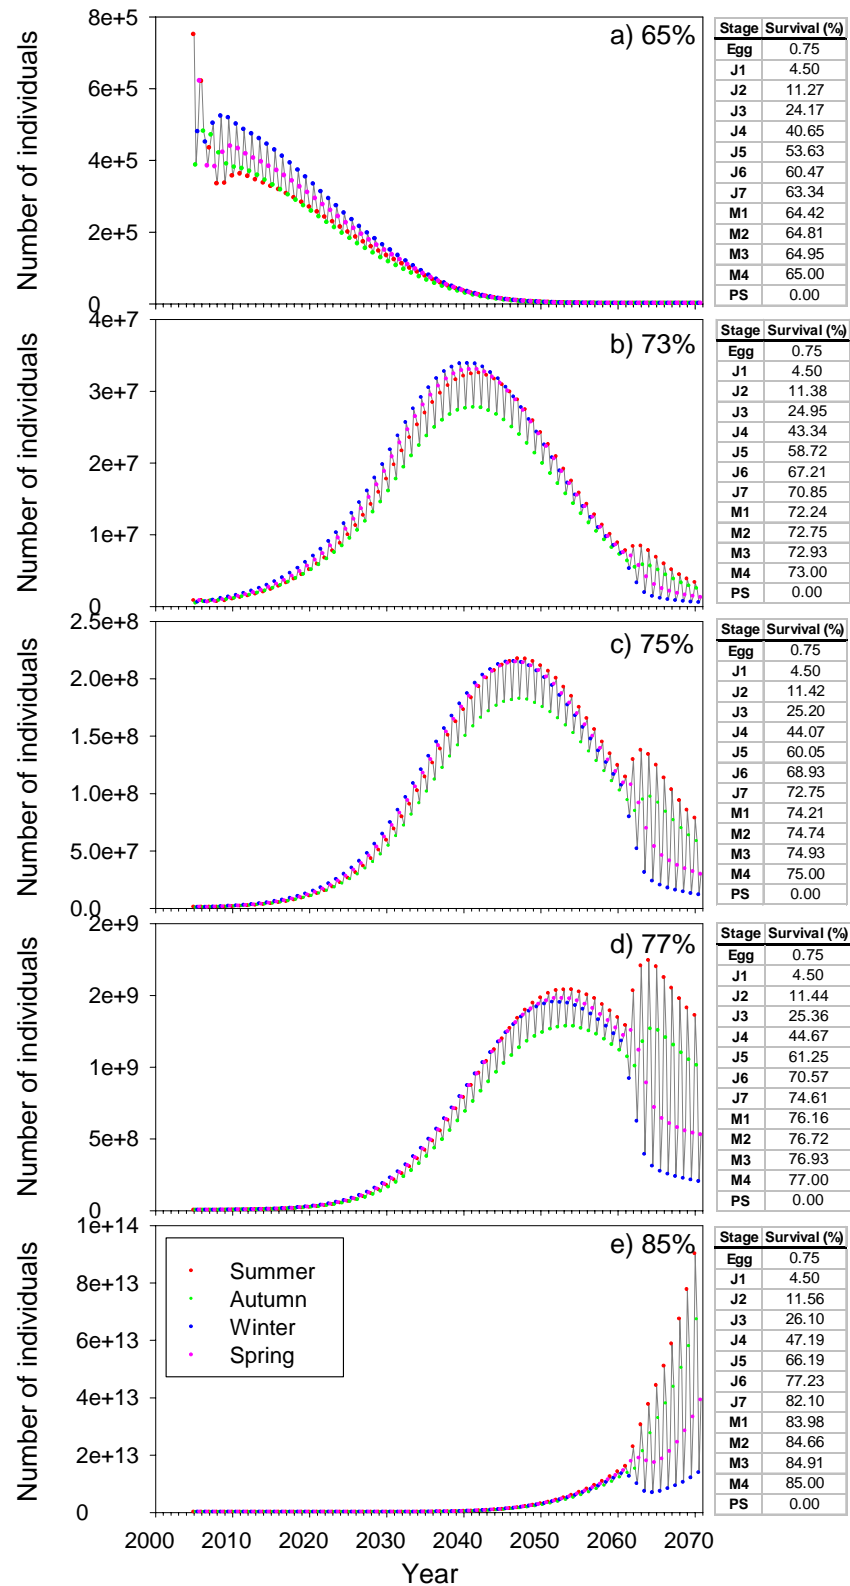 a) 65%
Number of individuals
8e+5
6e+5
4e+5
2e+5
0
Stage Survival (%)
Egg 0.75
J1 4.50
J2 11.27
J3 24.17
J4 40.65
J5 53.63
J6 60.47
J7 63.34
M1 64.42
M2 64.81
M3 64.95
M4 65.00
PS 0.00
b) 73%
Number of individuals
4e+7
3e+7
2e+7
1e+7
0
Stage Survival (%)
Egg 0.75
J1 4.50
J2 11.38
J3 24.95
J4 43.34
J5 58.72
J6 67.21
J7 70.85
M1 72.24
M2 72.75
M3 72.93
M4 73.00
PS 0.00
c) 75%
Number of individuals
2.5e+8
2.0e+8
1.5e+8
1.0e+8
5.0e+7
0.0
Stage Survival (%)
Egg 0.75
J1 4.50
J2 11.42
J3 25.20
J4 44.07
J5 60.05
J6 68.93
J7 72.75
M1 74.21
M2 74.74
M3 74.93
M4 75.00
PS 0.00
d) 77%
Number of individuals
2e+9
2e+9
1e+9
5e+8
0
Stage Survival (%)
Egg 0.75
J1 4.50
J2 11.44
J3 25.36
J4 44.67
J5 61.25
J6 70.57
J7 74.61
M1 76.16
M2 76.72
M3 76.93
M4 77.00
PS 0.00
e) 85%
Number of individuals
1e+14
8e+13
6e+13
4e+13
2e+13
0
Summer
Autumn
Winter
Spring
2000 2010 2020 2030 2040 2050 2060 2070
Year
Stage Survival (%)
Egg 0.75
J1 4.50
J2 11.56
J3 26.10
J4 47.19
J5 66.19
J6 77.23
J7 82.10
M1 83.98
M2 84.66
M3 84.91
M4 85.00
PS 0.00